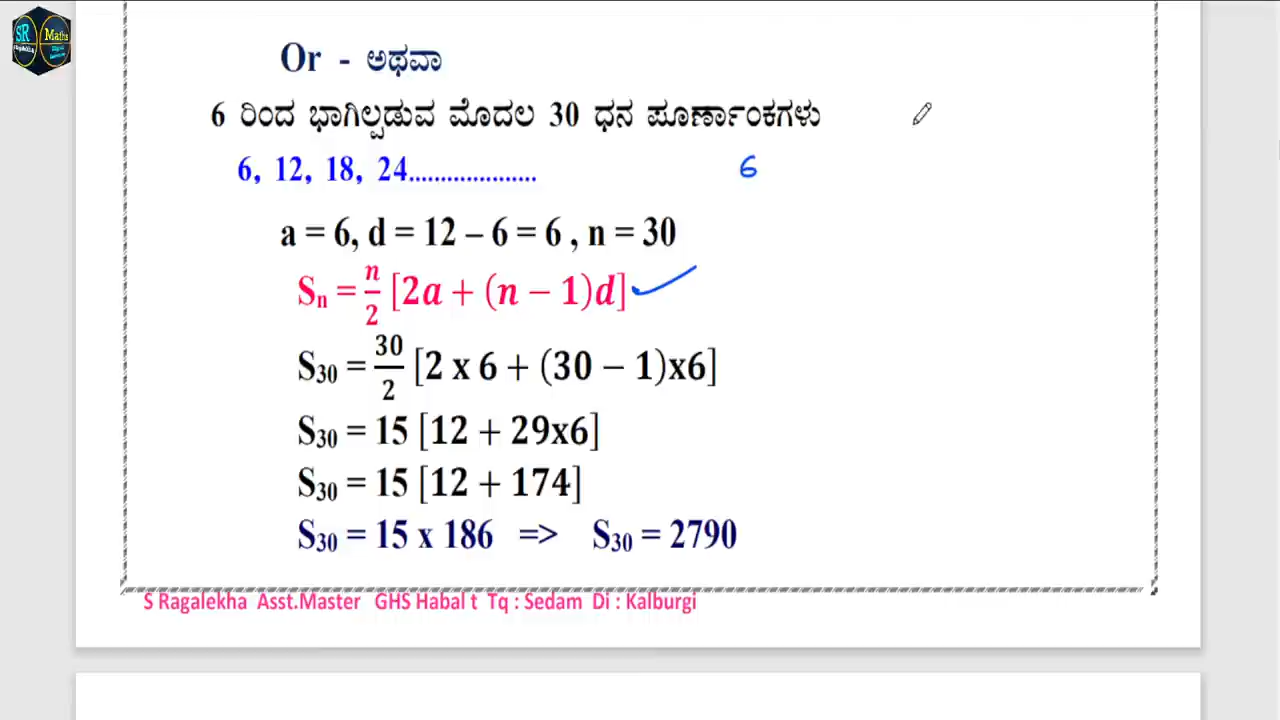 SR Maths
Or - ಅಥವಾ
6 ರಿಂದ ಭಾಗಿಲ್ಪಡುವ ಮೊದಲ 30 ಧನ ಪೂರ್ಣಾಂಕಗಳು
6, 12, 18, 24.................... 6
a = 6, d = 12 – 6 = 6 , n = 30
Sₙ = n/2 [2a + (n − 1)d]
S₃₀ = 30/2 [2 x 6 + (30 − 1)x6]
S₃₀ = 15 [12 + 29x6]
S₃₀ = 15 [12 + 174]
S₃₀ = 15 x 186 => S₃₀ = 2790
S Ragalekha Asst.Master GHS Habal t Tq : Sedam Di : Kalburgi